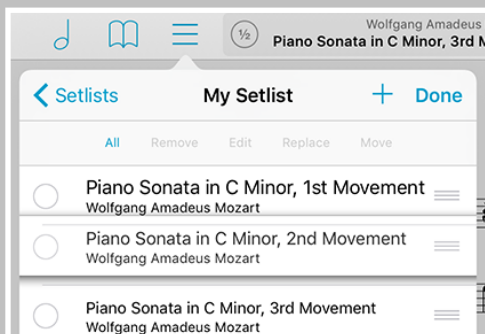 ½
Wolfgang Amadeus
Piano Sonata in C Minor, 3rd
Setlists My Setlist + Done
All Remove Edit Replace Move
Piano Sonata in C Minor, 1st Movement
Wolfgang Amadeus Mozart
Piano Sonata in C Minor, 2nd Movement
Wolfgang Amadeus Mozart
Piano Sonata in C Minor, 3rd Movement
Wolfgang Amadeus Mozart